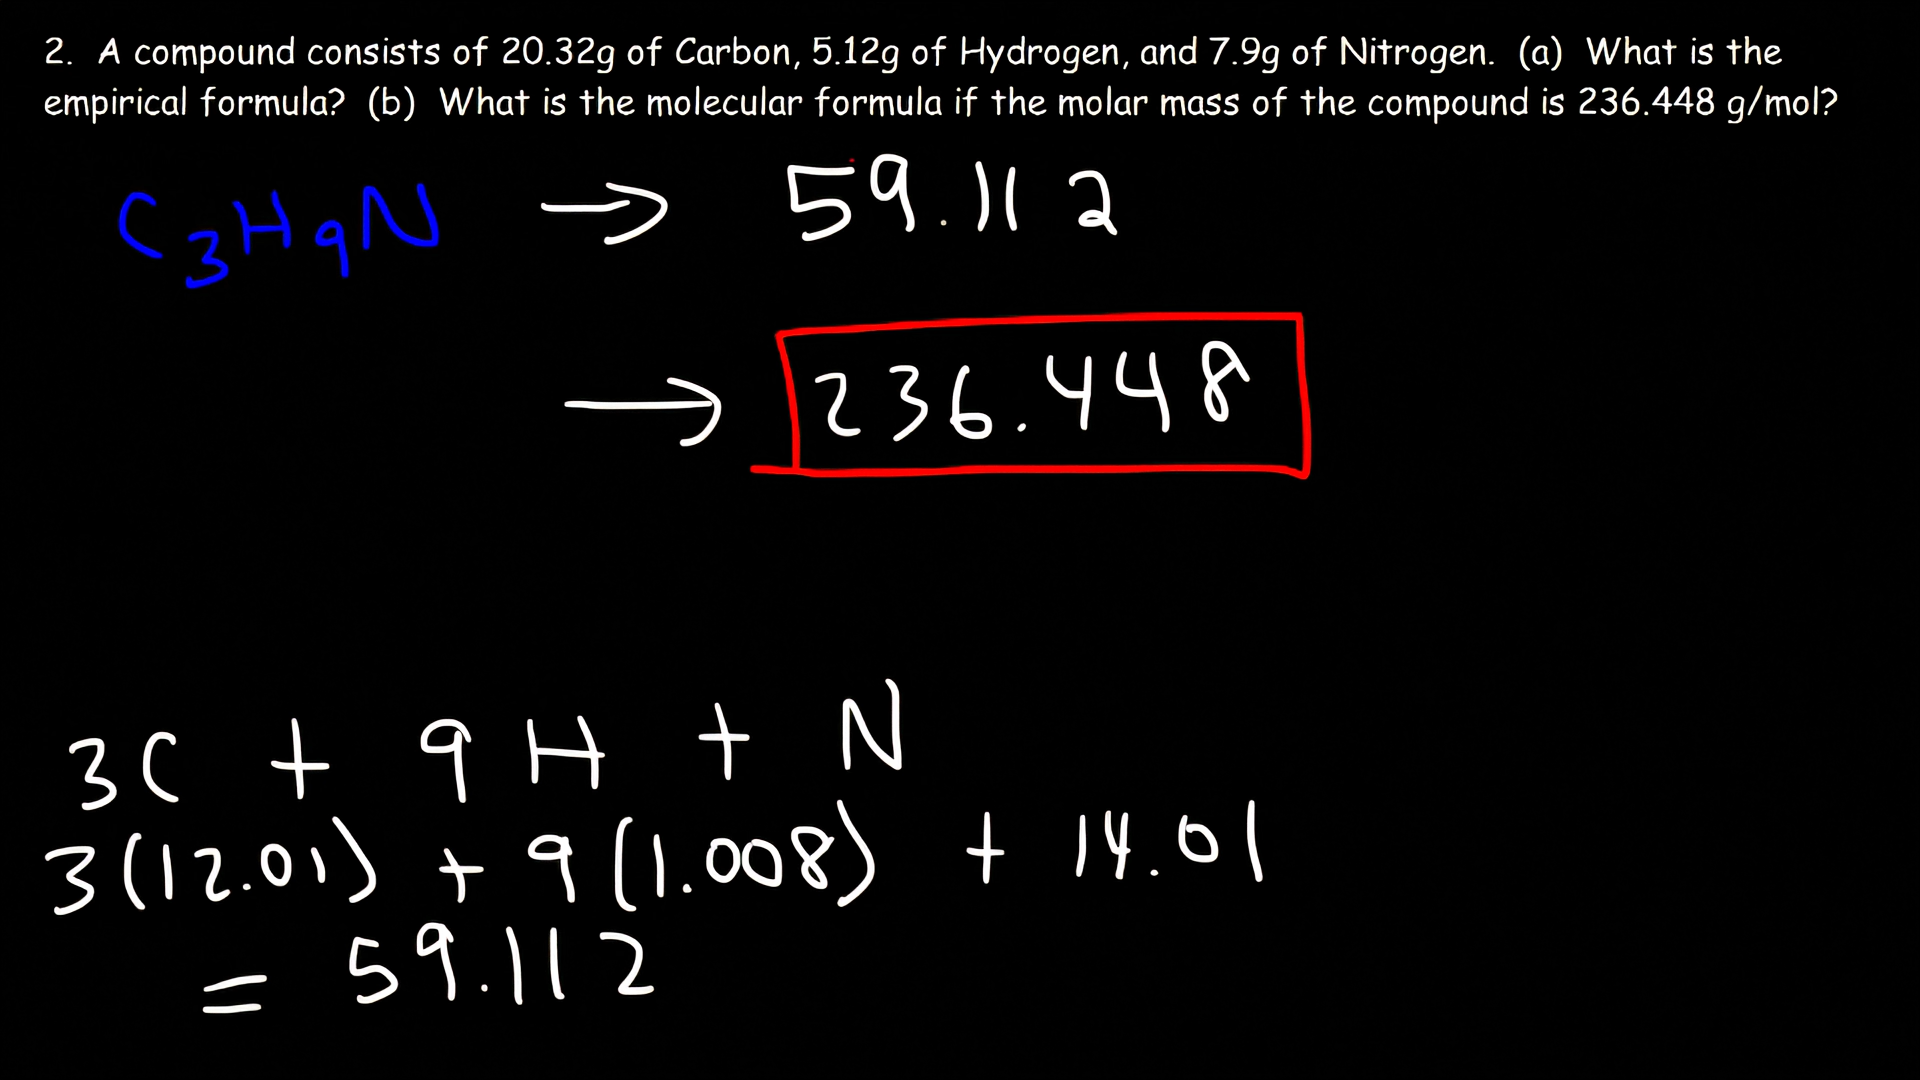 2. A compound consists of 20.32g of Carbon, 5.12g of Hydrogen, and 7.9g of Nitrogen. (a) What is the
empirical formula? (b) What is the molecular formula if the molar mass of the compound is 236.448 g/mol?
C₃H₉N → 59.112
→ 236.448
3C + 9H + N
3(12.01) + 9(1.008) + 14.01
= 59.112